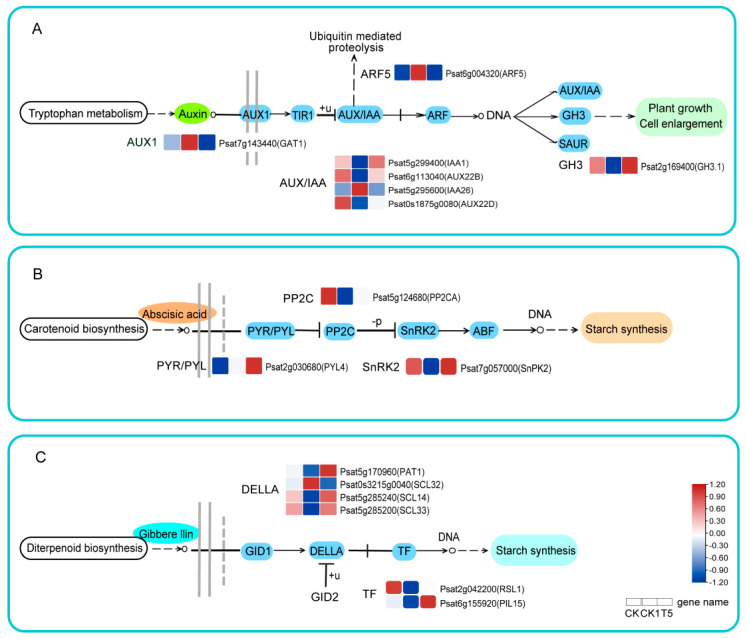 A
Ubiquitin mediated
proteolysis
ARF5 Psat6g004320(ARF5)
Tryptophan metabolism Auxin AUX1 TIR1 +u AUX/IAA ARF DNA AUX/IAA GH3 SAUR
Plant growth
Cell enlargement
AUX1 Psat7g143440(GAT1)
AUX/IAA
Psat5g299400(IAA1)
Psat6g113040(AUX22B)
Psat5g295600(IAA26)
Psat0s1875g0080(AUX22D)
GH3 Psat2g169400(GH3.1)
B
PP2C Psat5g124680(PP2CA)
Abscisic acid
Carotenoid biosynthesis PYR/PYL PP2C -p SnRK2 ABF DNA Starch synthesis
PYR/PYL Psat2g030680(PYL4) SnRK2 Psat7g057000(SnPK2)
C
DELLA
Psat5g170960(PAT1)
Psat0s3215g0040(SCL32)
Psat5g285240(SCL14)
Psat5g285200(SCL33)
Gibbere llin
Diterpenoid biosynthesis GID1 DELLA TF DNA Starch synthesis
+u
GID2
TF
Psat2g042200(RSL1)
Psat6g155920(PIL15)
1.20
0.90
0.60
0.30
0.00
-0.30
-0.60
-0.90
-1.20
gene name
CK CK1T5